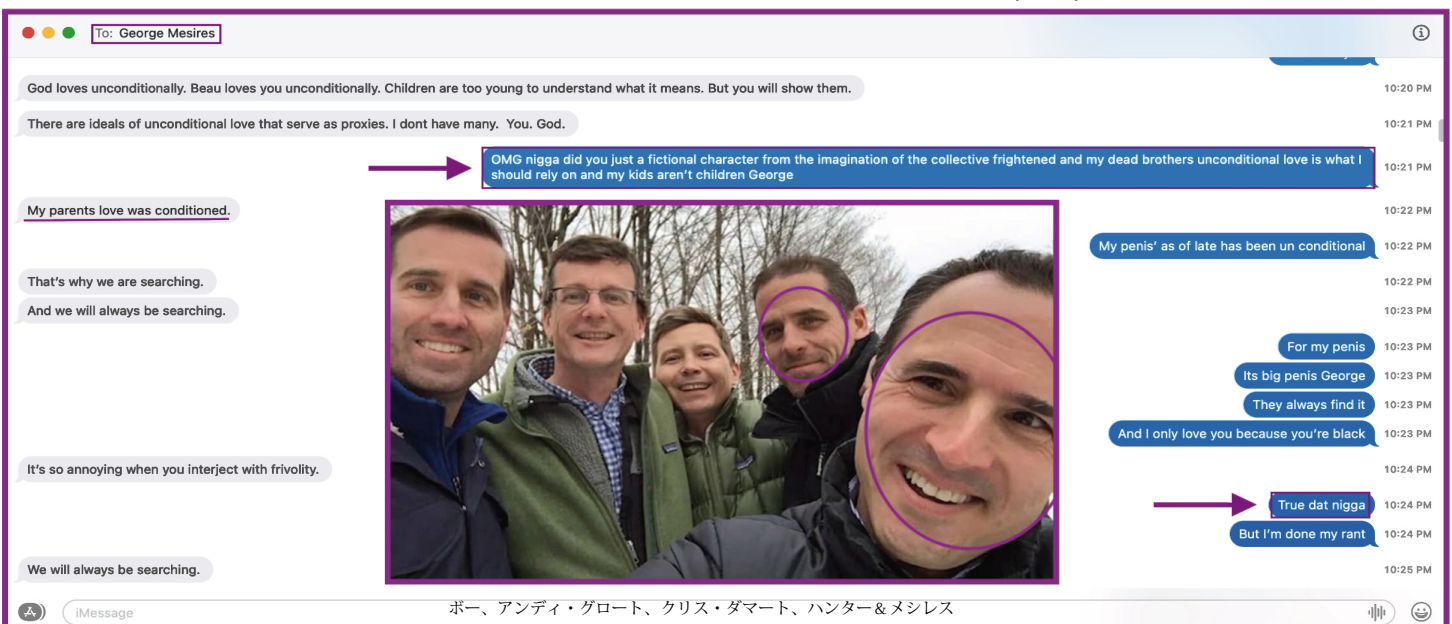 To: George Mesires
God loves unconditionally. Beau loves you unconditionally. Children are too young to understand what it means. But you will show them.
10:20 PM
There are ideals of unconditional love that serve as proxies. I dont have many. You. God.
10:21 PM
OMG nigga did you just a fictional character from the imagination of the collective frightened and my dead brothers unconditional love is what I
should rely on and my kids aren't children George
10:21 PM
My parents love was conditioned.
10:22 PM
My penis' as of late has been un conditional
10:22 PM
That's why we are searching.
10:22 PM
And we will always be searching.
10:23 PM
For my penis
10:23 PM
Its big penis George
10:23 PM
They always find it
10:23 PM
And I only love you because you're black
10:23 PM
It's so annoying when you interject with frivolity.
10:24 PM
True dat nigga
10:24 PM
But I'm done my rant
10:24 PM
We will always be searching.
10:25 PM
iMessage
ボー、アンディ・グロート、クリス・ダマート、ハンター＆メシレス